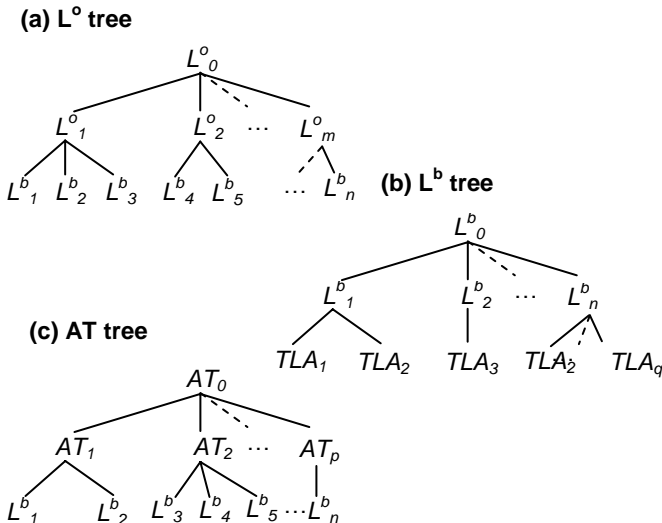 (a) Lᵒ tree
Lᵒ₀
Lᵒ₁ Lᵒ₂ ... Lᵒₘ
Lᵇ₁ Lᵇ₂ Lᵇ₃ Lᵇ₄ Lᵇ₅ ... Lᵇₙ
(b) Lᵇ tree
Lᵇ₀
Lᵇ₁ Lᵇ₂ ... Lᵇₙ
TLA₁ TLA₂ TLA₃ TLA₂ TLA_q
(c) AT tree
AT₀
AT₁ AT₂ ... ATₚ
Lᵇ₁ Lᵇ₂ Lᵇ₃ Lᵇ₄ Lᵇ₅ ... Lᵇₙ